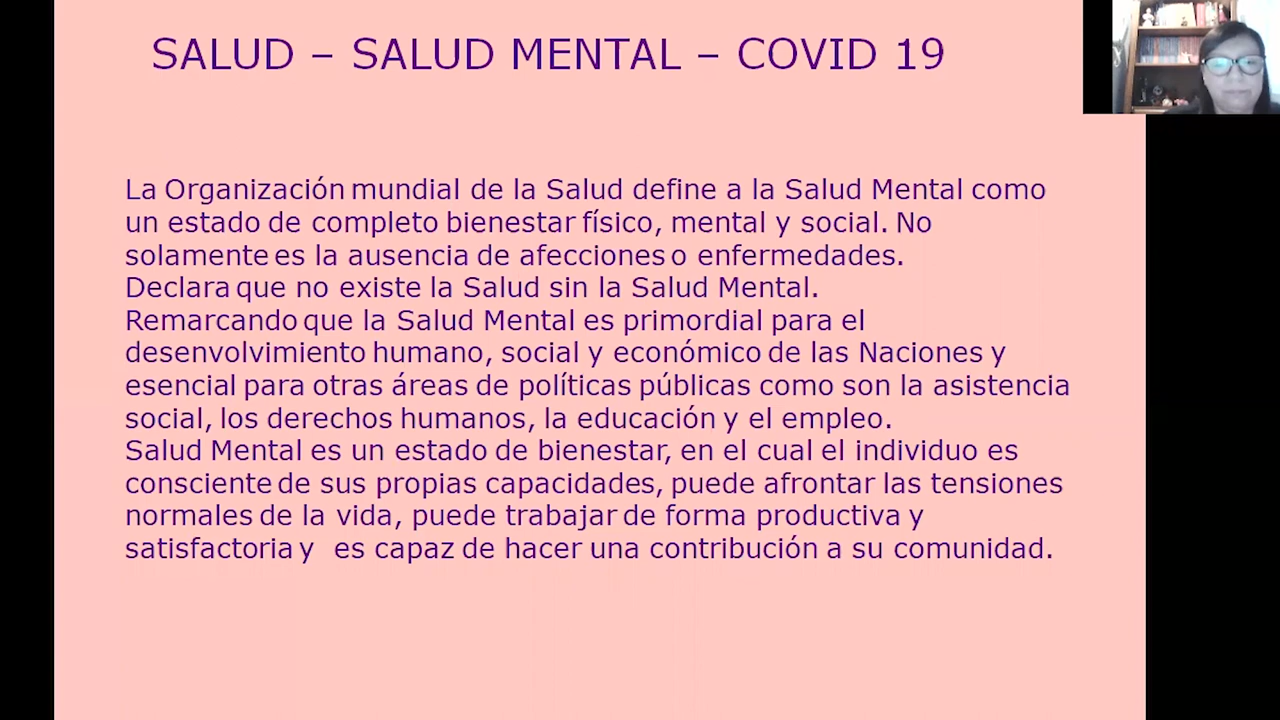 SALUD – SALUD MENTAL – COVID 19
La Organización mundial de la Salud define a la Salud Mental como
un estado de completo bienestar físico, mental y social. No
solamente es la ausencia de afecciones o enfermedades.
Declara que no existe la Salud sin la Salud Mental.
Remarcando que la Salud Mental es primordial para el
desenvolvimiento humano, social y económico de las Naciones y
esencial para otras áreas de políticas públicas como son la asistencia
social, los derechos humanos, la educación y el empleo.
Salud Mental es un estado de bienestar, en el cual el individuo es
consciente de sus propias capacidades, puede afrontar las tensiones
normales de la vida, puede trabajar de forma productiva y
satisfactoria y es capaz de hacer una contribución a su comunidad.